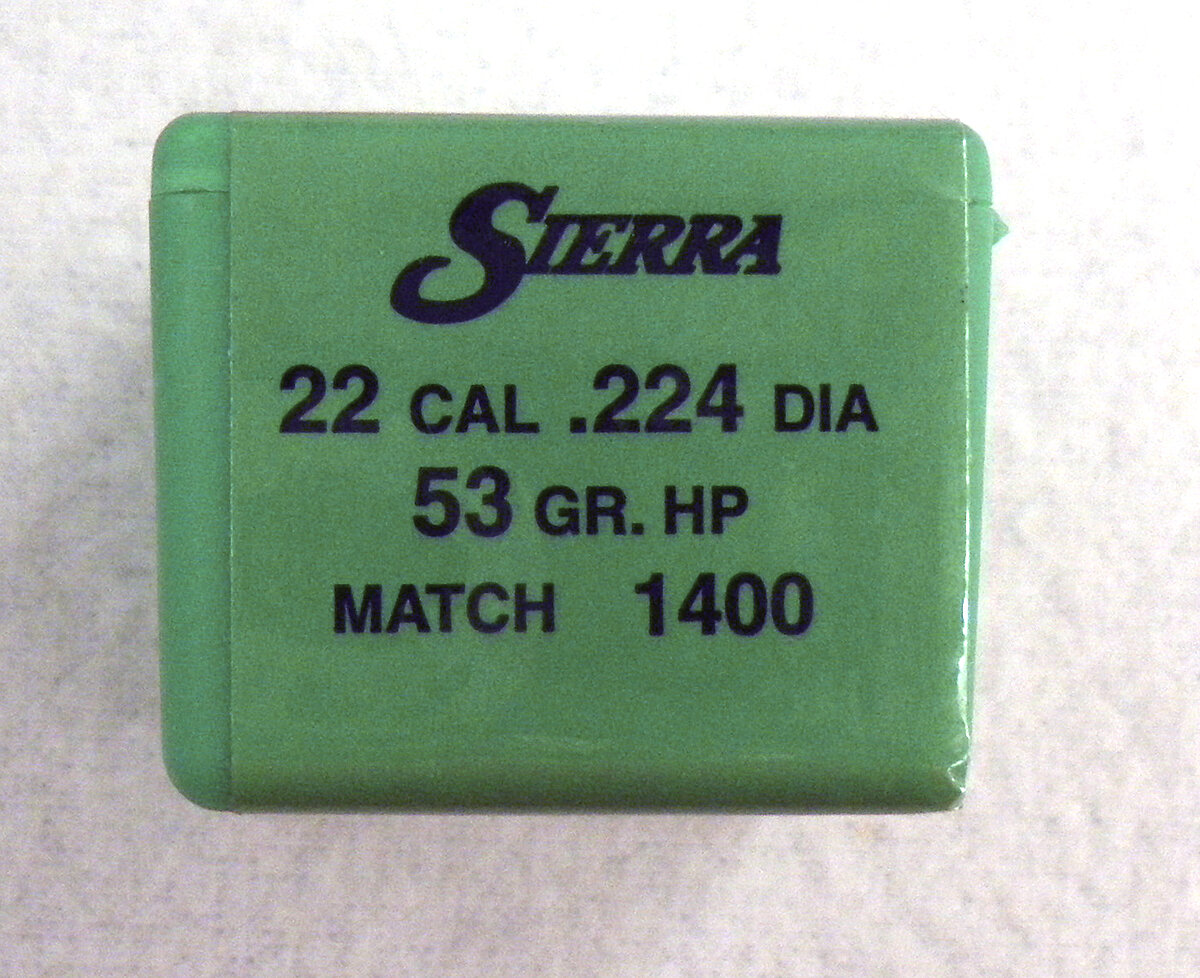 SIERRA
22 CAL .224 DIA
53 GR. HP
MATCH 1400